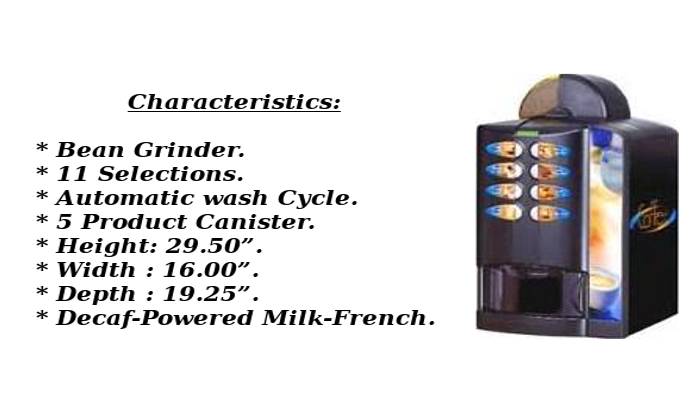 Characteristics:
* Bean Grinder.
* 11 Selections.
* Automatic wash Cycle.
* 5 Product Canister.
* Height: 29.50”.
* Width : 16.00”.
* Depth : 19.25”.
* Decaf-Powered Milk-French.